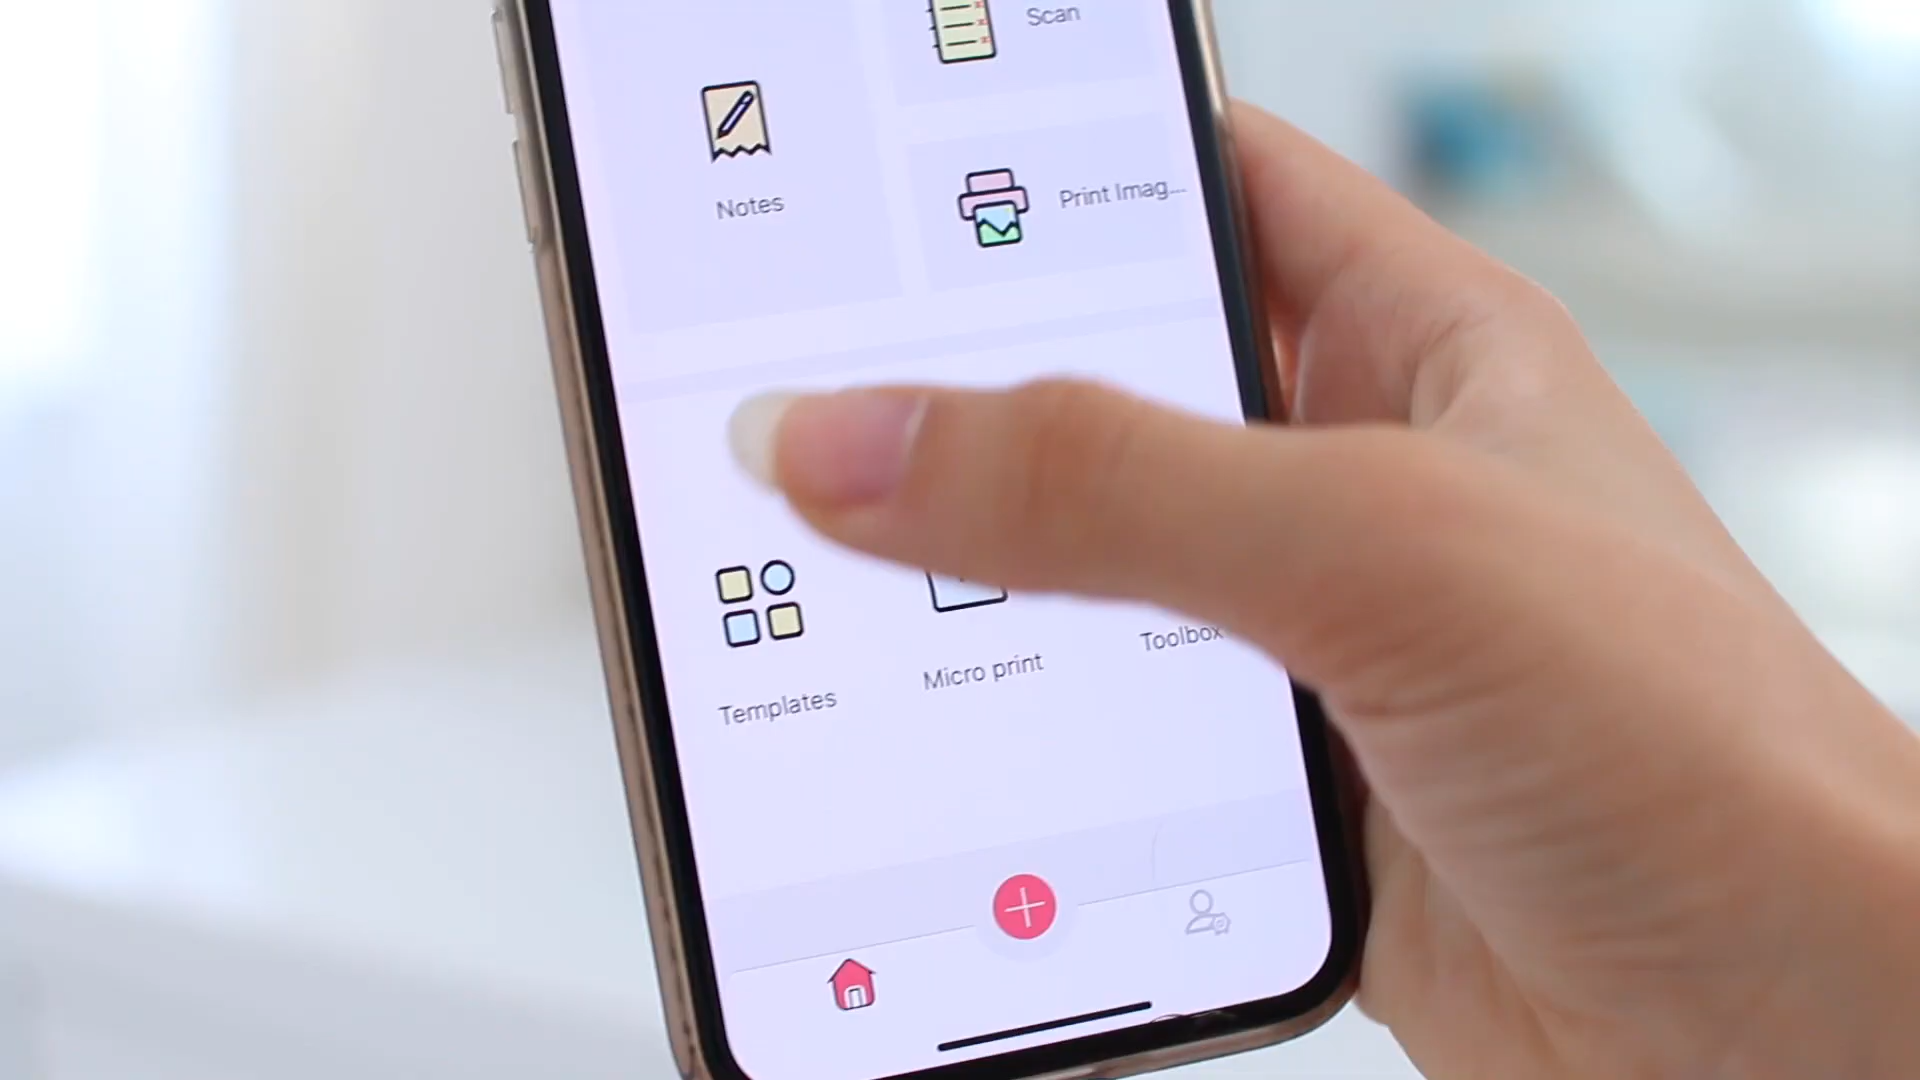 Scan
Notes
Print Imag...
Templates
Micro print
Toolbox